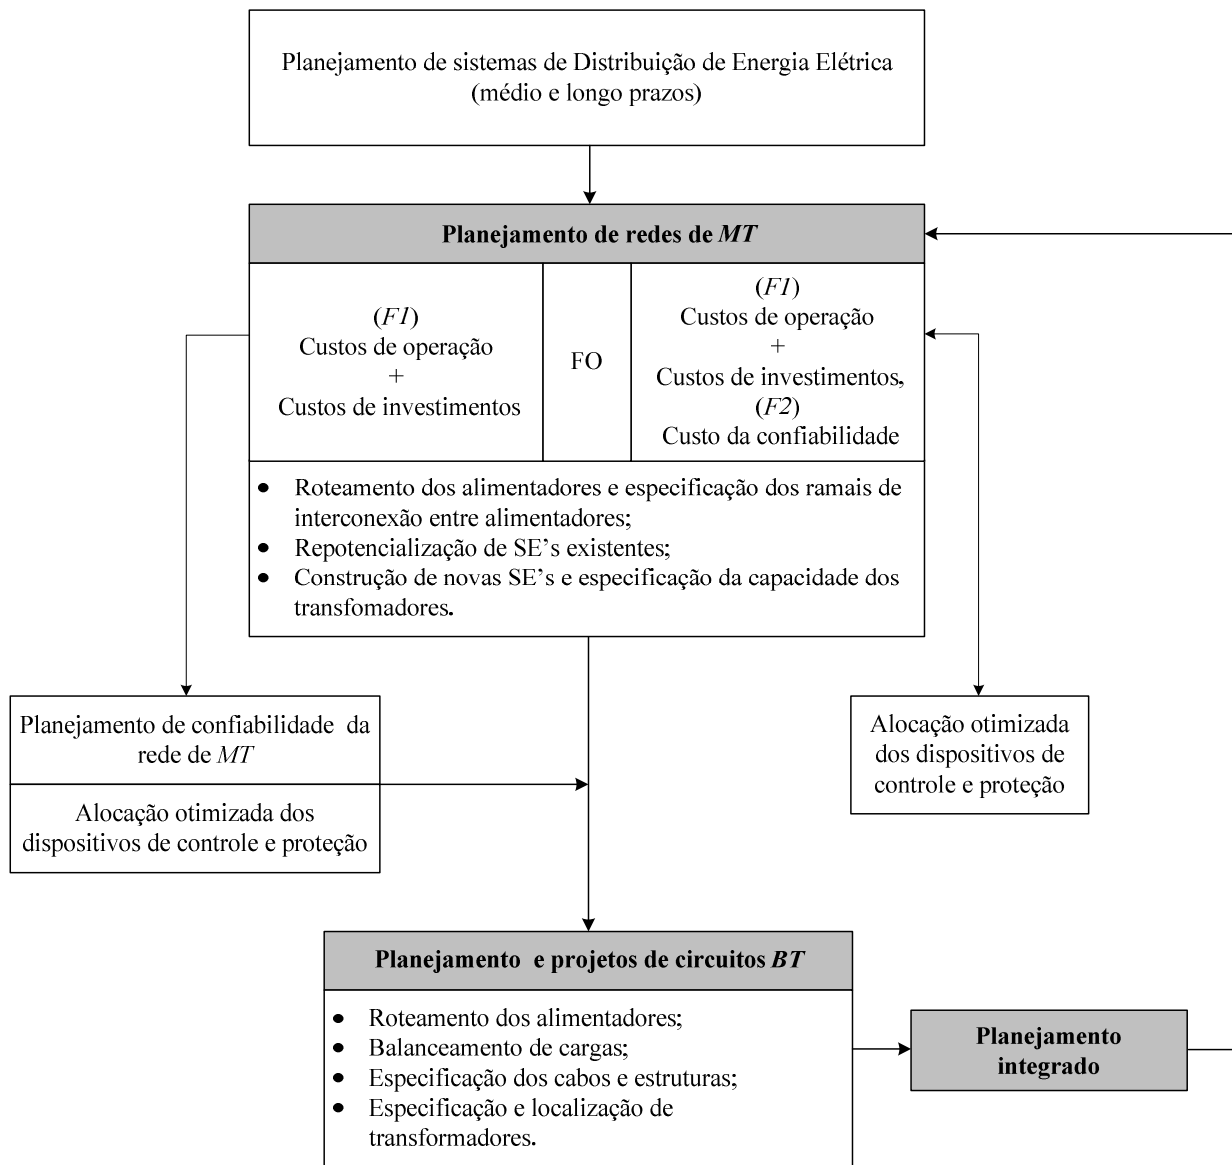 Planejamento de sistemas de Distribuição de Energia Elétrica
(médio e longo prazos)
Planejamento de redes de MT
(F1)
Custos de operação
+
Custos de investimentos
FO
(F1)
Custos de operação
+
Custos de investimentos,
(F2)
Custo da confiabilidade
• Roteamento dos alimentadores e especificação dos ramais de
interconexão entre alimentadores;
• Repotencialização de SE's existentes;
• Construção de novas SE's e especificação da capacidade dos
transfomadores.
Planejamento de confiabilidade da
rede de MT
Alocação otimizada dos
dispositivos de controle e proteção
Alocação otimizada
dos dispositivos de
controle e proteção
Planejamento e projetos de circuitos BT
• Roteamento dos alimentadores;
• Balanceamento de cargas;
• Especificação dos cabos e estruturas;
• Especificação e localização de
transformadores.
Planejamento
integrado